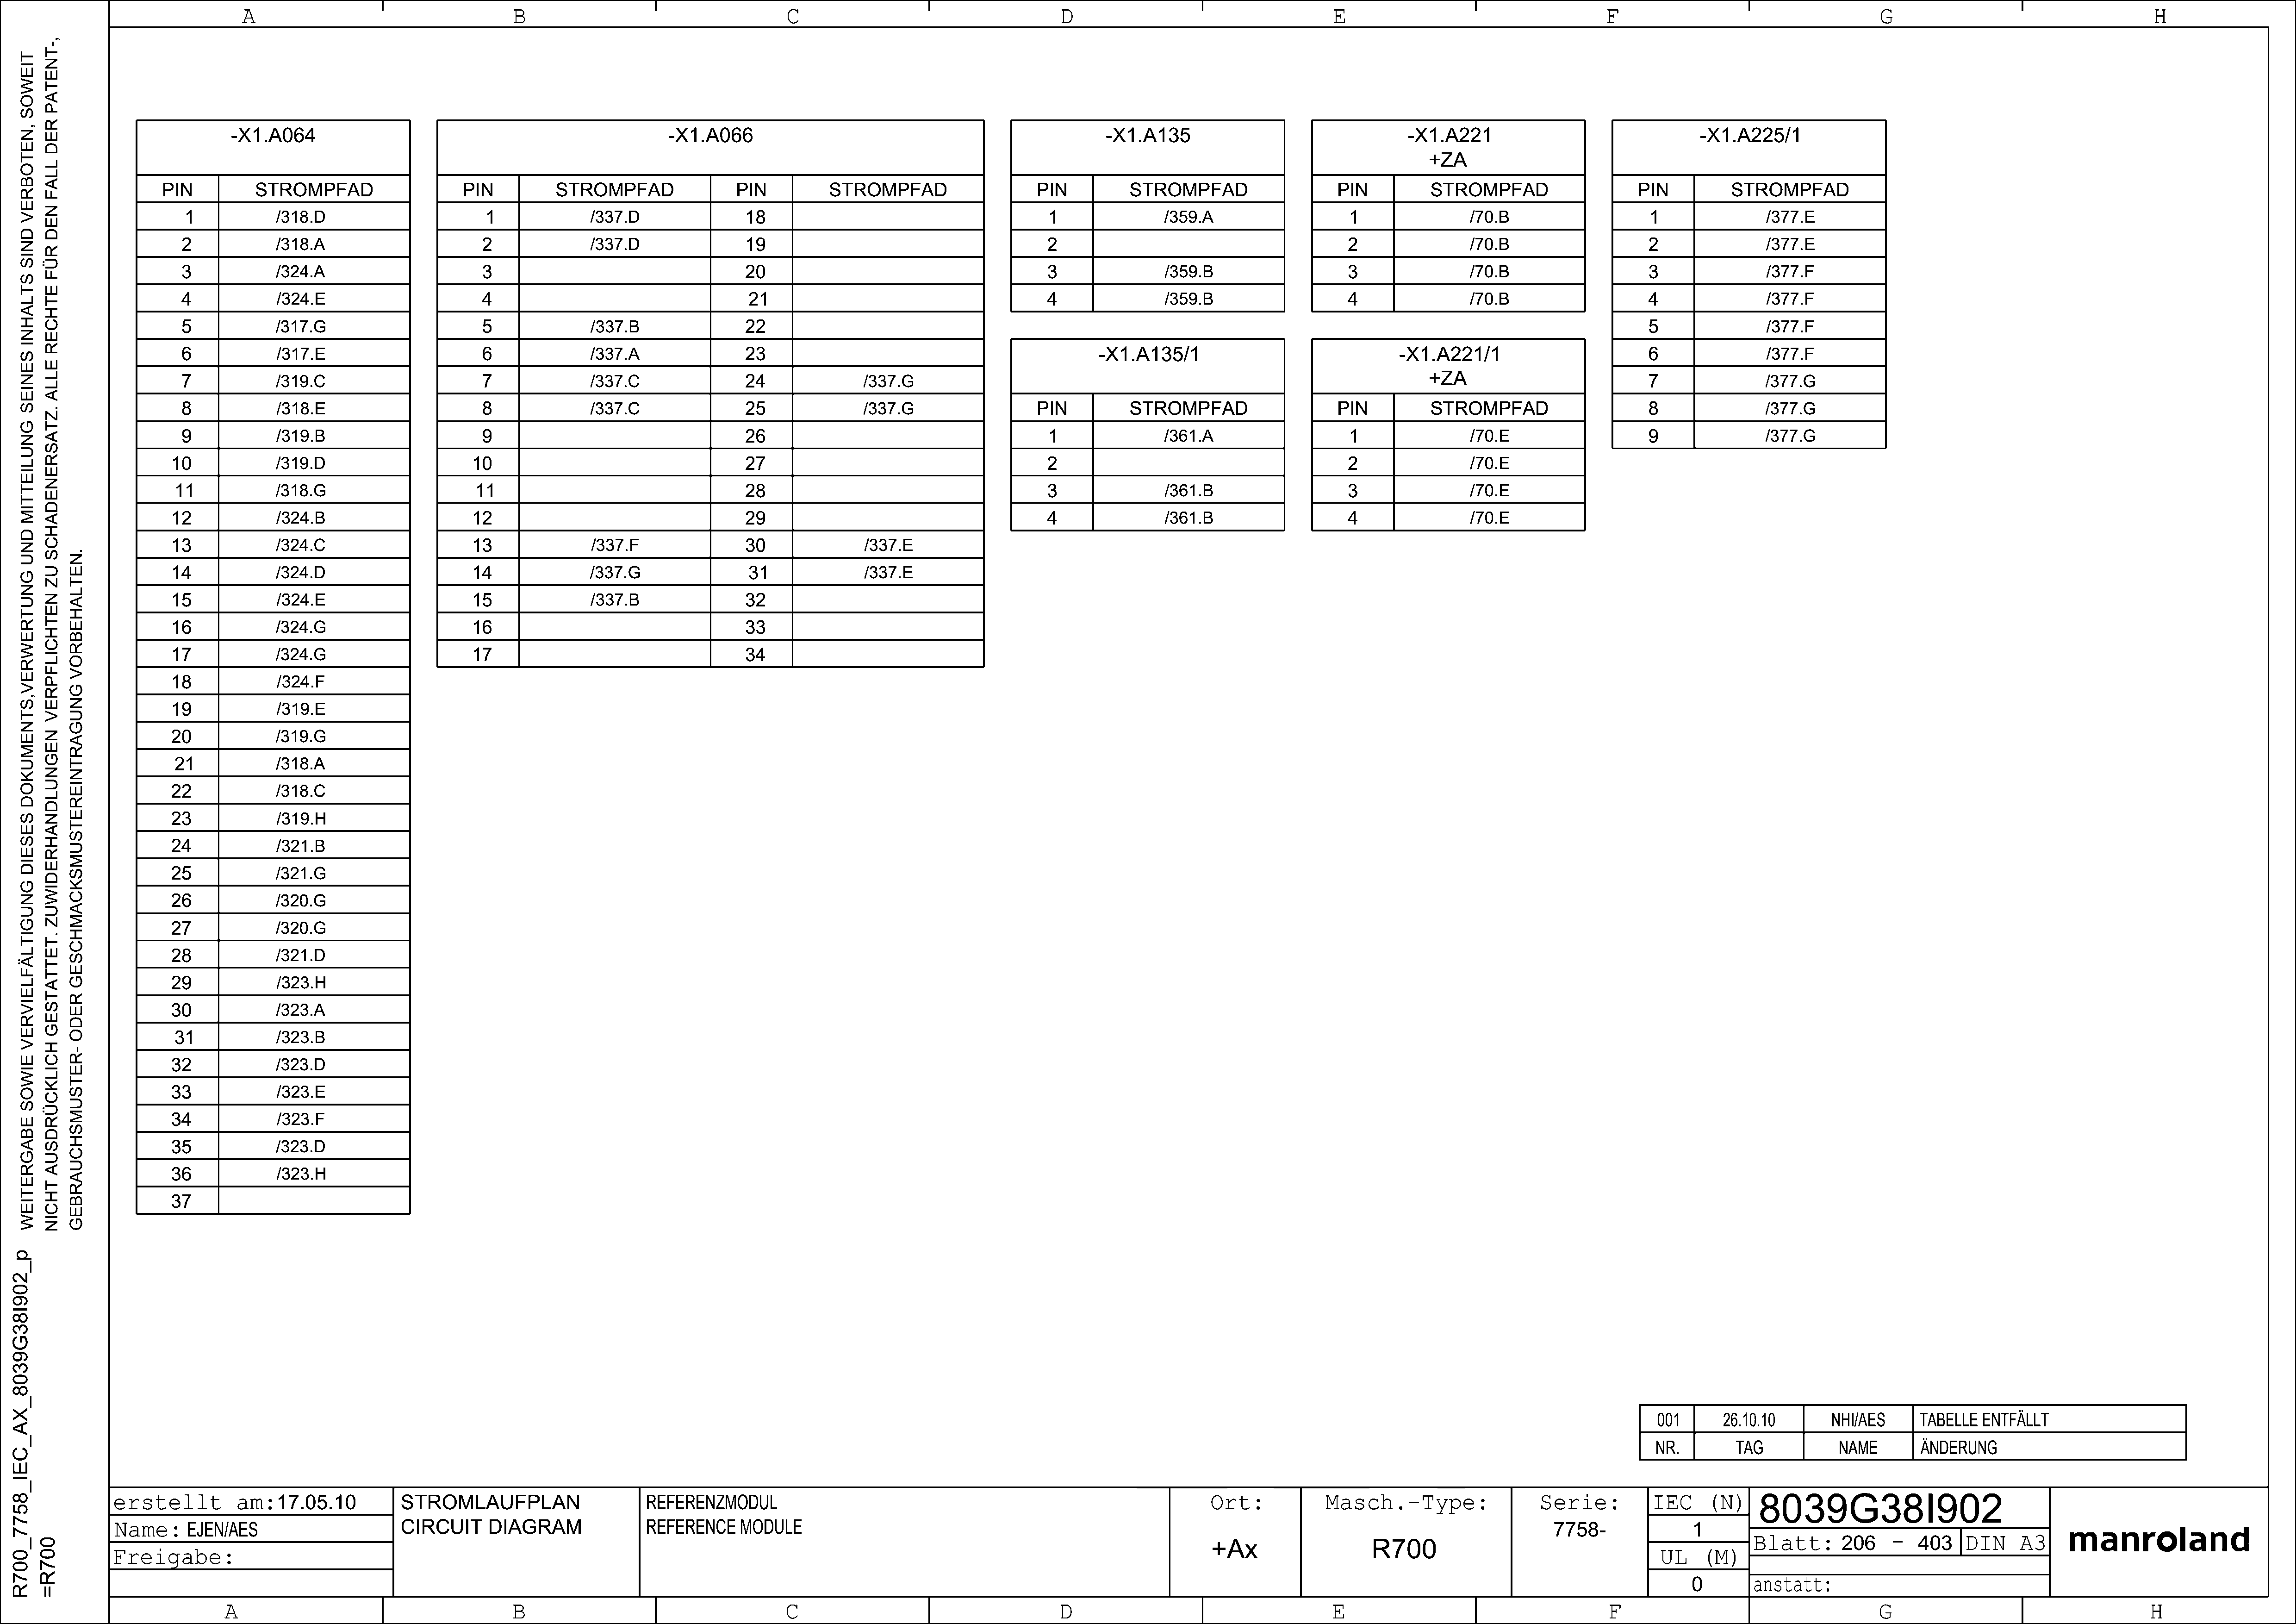 A B C D E F G H
WEITERGABE SOWIE VERVIELFÄLTIGUNG DIESES DOKUMENTS,VERWERTUNG UND MITTEILUNG SEINES INHALTS SIND VERBOTEN, SOWEIT
NICHT AUSDRÜCKLICH GESTATTET. ZUWIDERHANDLUNGEN VERPFLICHTEN ZU SCHADENERSATZ. ALLE RECHTE FÜR DEN FALL DER PATENT-,
GEBRAUCHSMUSTER- ODER GESCHMACKSMUSTEREINTRAGUNG VORBEHALTEN.
R700_7758_IEC_AX_8039G38I902_p
=R700
-X1.A064
PIN STROMPFAD
1 /318.D
2 /318.A
3 /324.A
4 /324.E
5 /317.G
6 /317.E
7 /319.C
8 /318.E
9 /319.B
10 /319.D
11 /318.G
12 /324.B
13 /324.C
14 /324.D
15 /324.E
16 /324.G
17 /324.G
18 /324.F
19 /319.E
20 /319.G
21 /318.A
22 /318.C
23 /319.H
24 /321.B
25 /321.G
26 /320.G
27 /320.G
28 /321.D
29 /323.H
30 /323.A
31 /323.B
32 /323.D
33 /323.E
34 /323.F
35 /323.D
36 /323.H
37
-X1.A066
PIN STROMPFAD PIN STROMPFAD
1 /337.D 18
2 /337.D 19
3 20
4 21
5 /337.B 22
6 /337.A 23
7 /337.C 24 /337.G
8 /337.C 25 /337.G
9 26
10 27
11 28
12 29
13 /337.F 30 /337.E
14 /337.G 31 /337.E
15 /337.B 32
16 33
17 34
-X1.A135
PIN STROMPFAD
1 /359.A
2
3 /359.B
4 /359.B
-X1.A135/1
PIN STROMPFAD
1 /361.A
2
3 /361.B
4 /361.B
-X1.A221
+ZA
PIN STROMPFAD
1 /70.B
2 /70.B
3 /70.B
4 /70.B
-X1.A221/1
+ZA
PIN STROMPFAD
1 /70.E
2 /70.E
3 /70.E
4 /70.E
-X1.A225/1
PIN STROMPFAD
1 /377.E
2 /377.E
3 /377.F
4 /377.F
5 /377.F
6 /377.F
7 /377.G
8 /377.G
9 /377.G
001 26.10.10 NHI/AES TABELLE ENTFÄLLT
NR. TAG NAME ÄNDERUNG
erstellt am:17.05.10
Name: EJEN/AES
Freigabe:
STROMLAUFPLAN
CIRCUIT DIAGRAM
REFERENZMODUL
REFERENCE MODULE
Ort:
+Ax
Masch.-Type:
R700
Serie:
7758-
IEC (N)
1
UL (M)
0
8039G38I902
Blatt: 206 - 403 DIN A3
anstatt:
manroland
A B C D E F G H